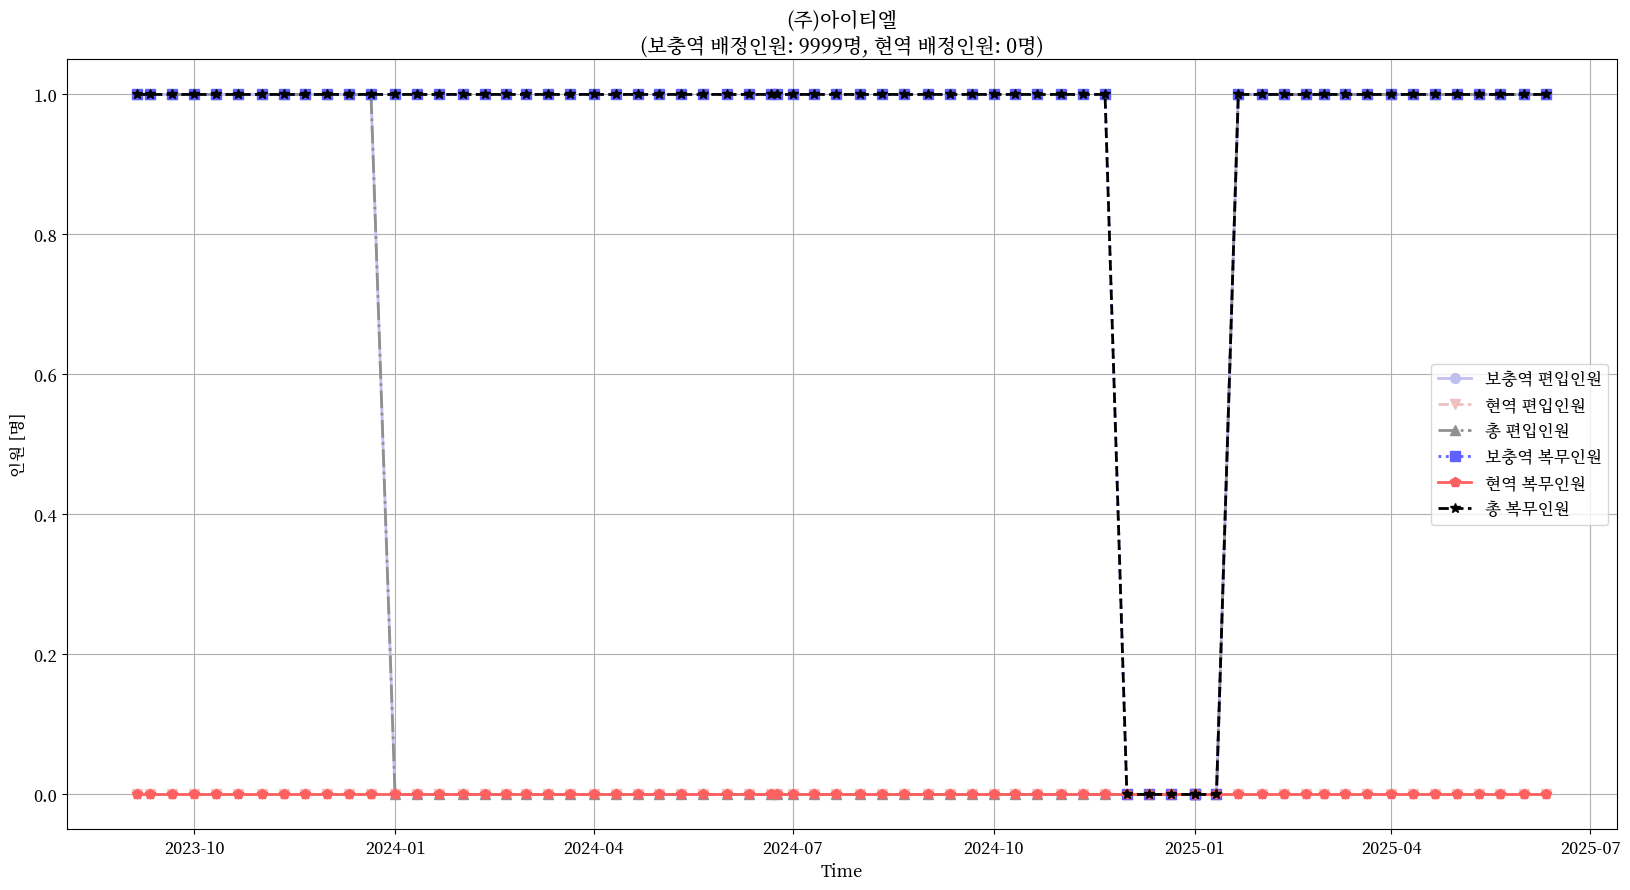 (주)아이티엘
(보충역 배정인원: 9999명, 현역 배정인원: 0명)
인원 [명]
1.0
0.8
0.6
0.4
0.2
0.0
보충역 편입인원
현역 편입인원
총 편입인원
보충역 복무인원
현역 복무인원
총 복무인원
2023-10
2024-01
2024-04
2024-07
2024-10
2025-01
2025-04
2025-07
Time